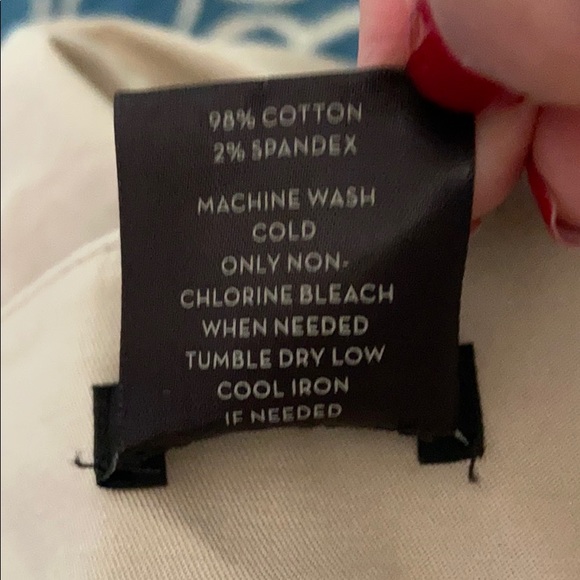 98% COTTON
2% SPANDEX
MACHINE WASH
COLD
ONLY NON-
CHLORINE BLEACH
WHEN NEEDED
TUMBLE DRY LOW
COOL IRON
IF NEEDED